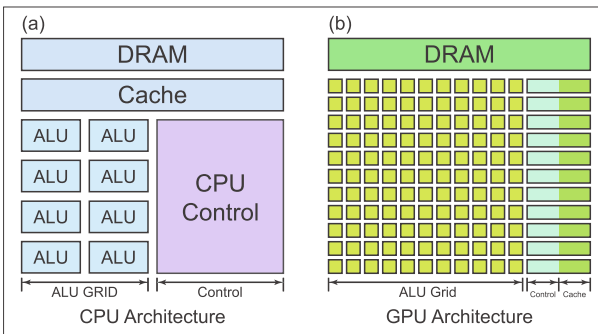 (a)
DRAM
Cache
ALU ALU
ALU ALU
ALU ALU
ALU ALU
CPU
Control
ALU GRID
Control
CPU Architecture
(b)
DRAM
ALU Grid
Control
Cache
GPU Architecture